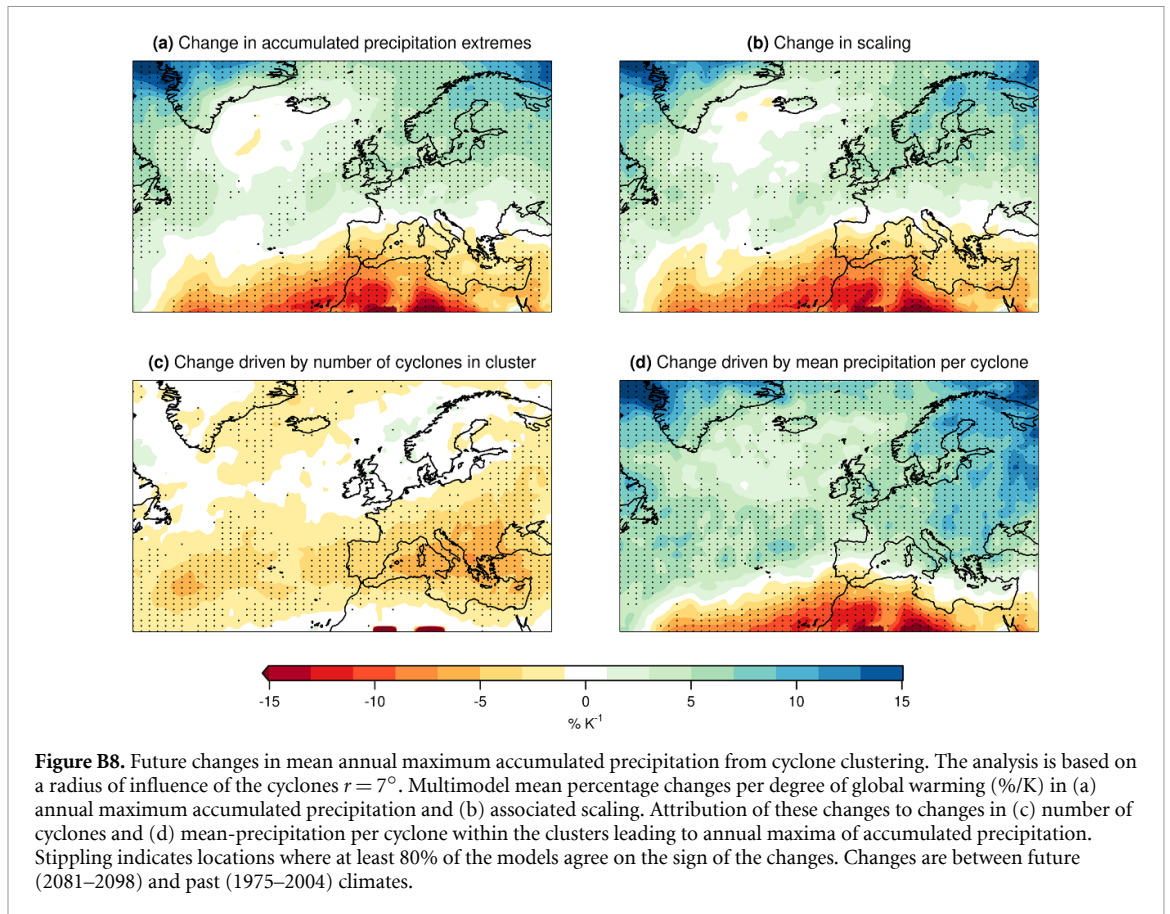 (a) Change in accumulated precipitation extremes
(b) Change in scaling
(c) Change driven by number of cyclones in cluster
(d) Change driven by mean precipitation per cyclone
-15 -10 -5 0 5 10 15
% K⁻¹
Figure B8. Future changes in mean annual maximum accumulated precipitation from cyclone clustering. The analysis is based on
a radius of influence of the cyclones r = 7°. Multimodel mean percentage changes per degree of global warming (%/K) in (a)
annual maximum accumulated precipitation and (b) associated scaling. Attribution of these changes to changes in (c) number of
cyclones and (d) mean-precipitation per cyclone within the clusters leading to annual maxima of accumulated precipitation.
Stippling indicates locations where at least 80% of the models agree on the sign of the changes. Changes are between future
(2081–2098) and past (1975–2004) climates.